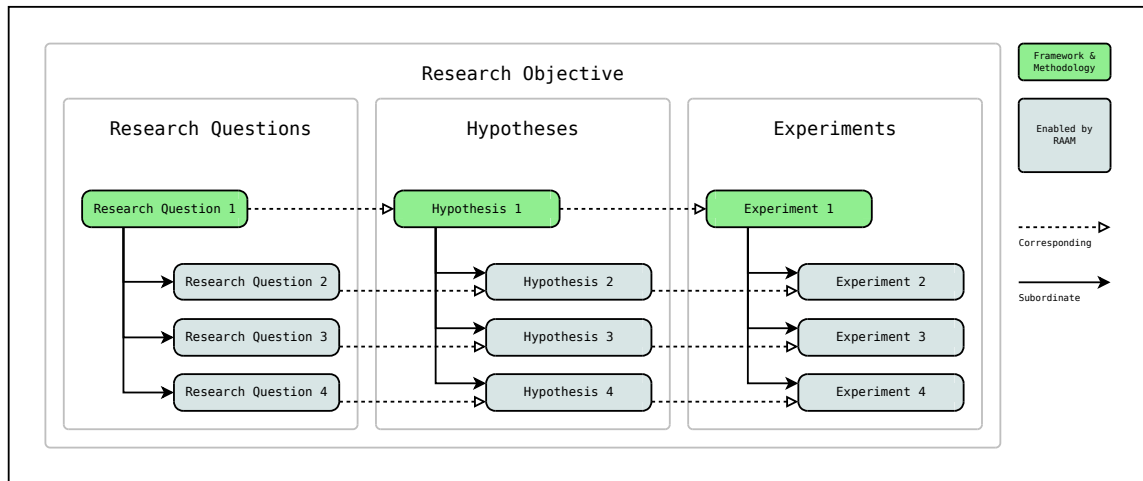 Research Objective
Research Questions
Hypotheses
Experiments
Research Question 1
Hypothesis 1
Experiment 1
Research Question 2
Hypothesis 2
Experiment 2
Research Question 3
Hypothesis 3
Experiment 3
Research Question 4
Hypothesis 4
Experiment 4
Framework &
Methodology
Enabled by
RAAM
Corresponding
Subordinate